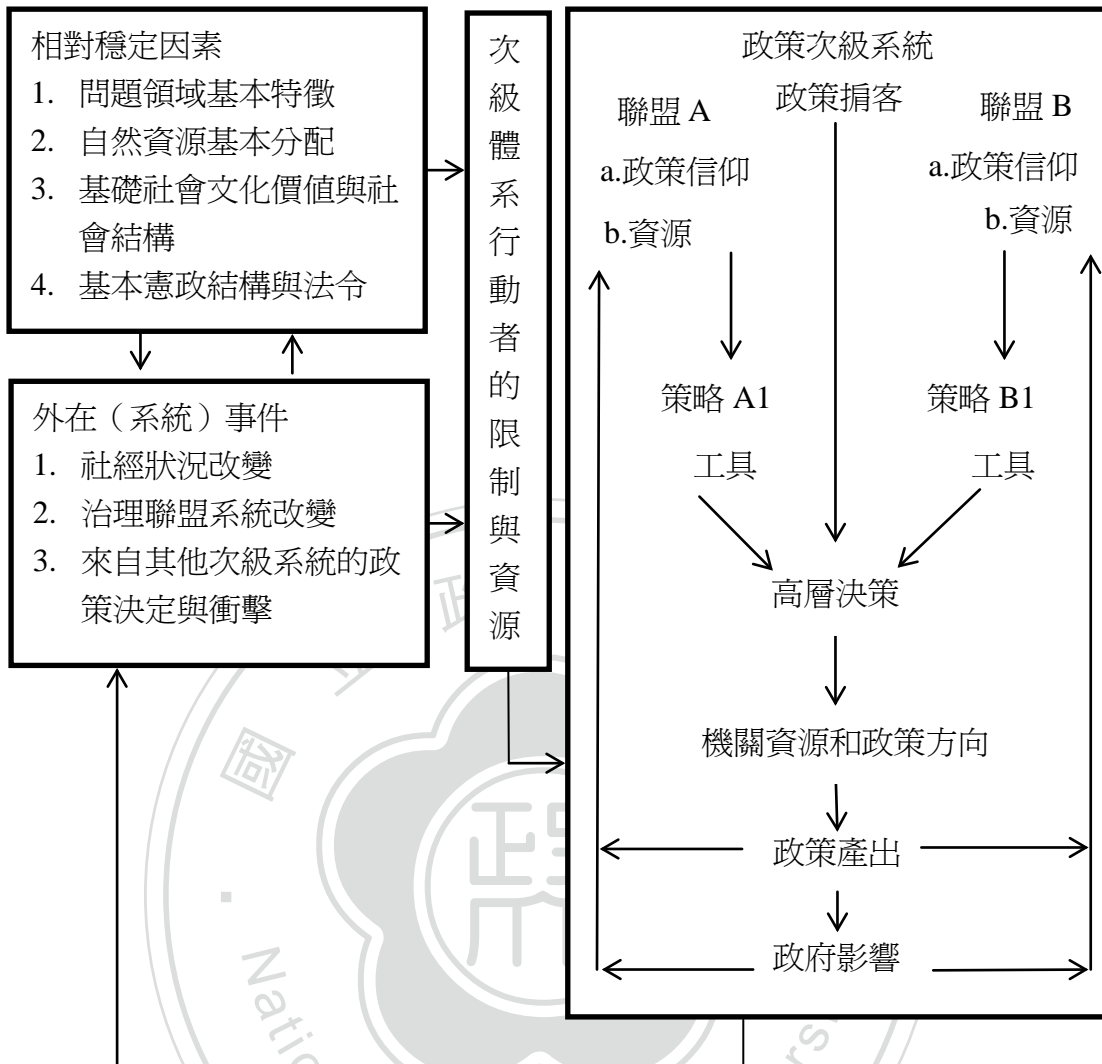 相對穩定因素
1. 問題領域基本特徵
2. 自然資源基本分配
3. 基礎社會文化價值與社
會結構
4. 基本憲政結構與法令
外在（系統）事件
1. 社經狀況改變
2. 治理聯盟系統改變
3. 來自其他次級系統的政
策決定與衝擊
次級體系行動者的限制與資源
政策次級系統
政策掮客
聯盟 A
a.政策信仰
b.資源
聯盟 B
a.政策信仰
b.資源
策略 A1
工具
策略 B1
工具
高層決策
機關資源和政策方向
政策產出
政府影響
國
立
政
Natio
ersi